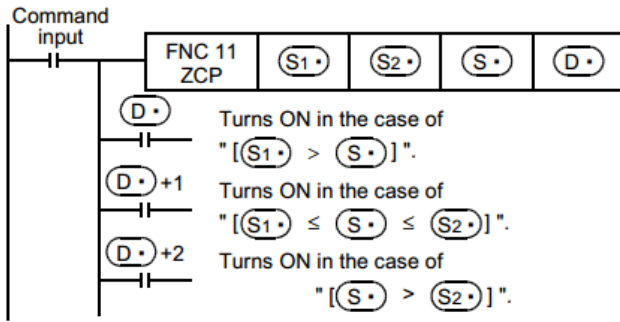 Command
input
FNC 11
ZCP
S1・ S2・ S・ D・
D・
Turns ON in the case of
" [S1・ > S・] ".
D・+1
Turns ON in the case of
" [S1・ ≤ S・ ≤ S2・] ".
D・+2
Turns ON in the case of
" [S・ > S2・] ".